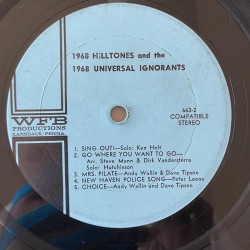 1968 HILLTONES and the
1968 UNIVERSAL IGNORANTS
WFB
PRODUCTIONS
LANSDALE, PENNA.
663-2
COMPATIBLE
STEREO
1. SING OUT!—Solo: Ken Holt
2. GO WHERE YOU WANT TO GO—
Arr. Steve Mann & Dirk Vandersterre
Solo: Hutchinson
3. MRS. PILATE—Andy Wallin & Dave Tipson
4. NEW HAVEN POLICE SONG—Peter Leone
5. CHOICE—Andy Wallin and Dave Tipson